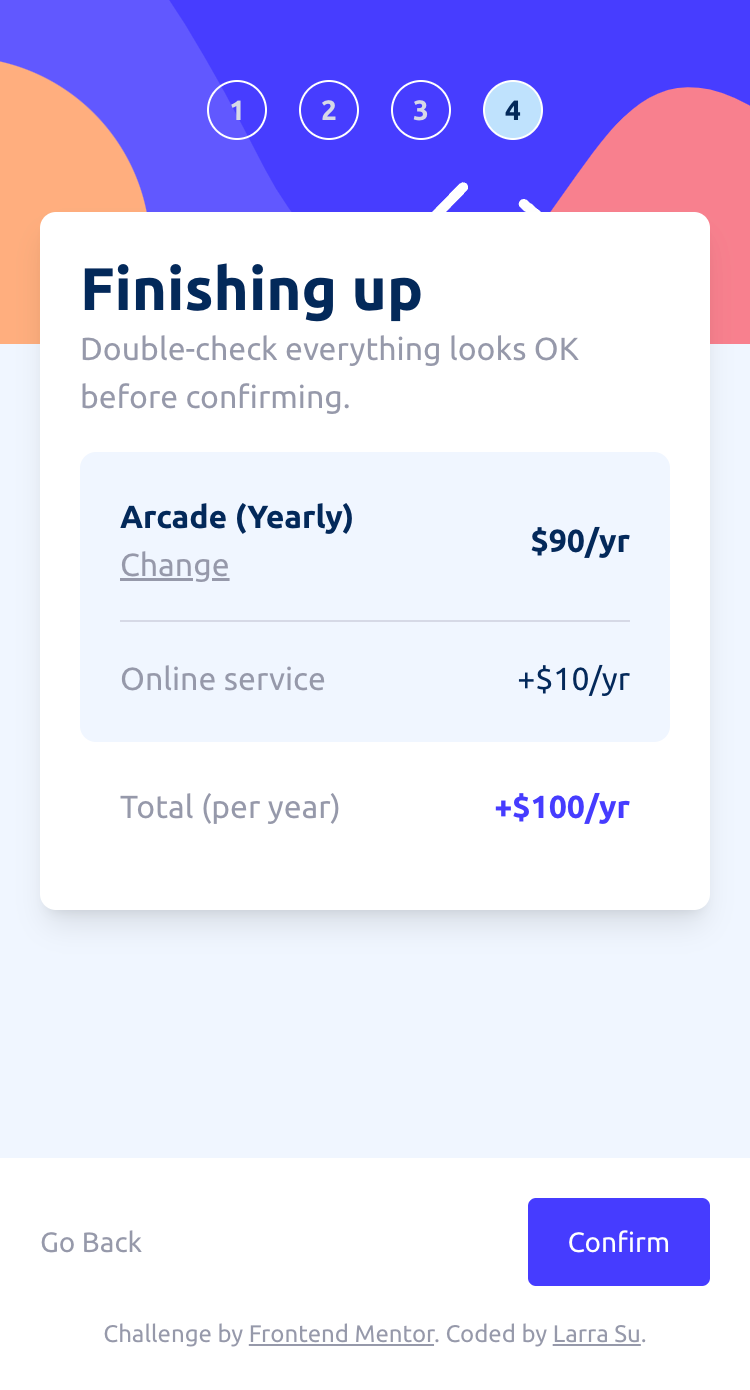 1 2 3 4
Finishing up
Double-check everything looks OK
before confirming.
Arcade (Yearly)
Change
$90/yr
Online service +$10/yr
Total (per year) +$100/yr
Go Back Confirm
Challenge by Frontend Mentor. Coded by Larra Su.